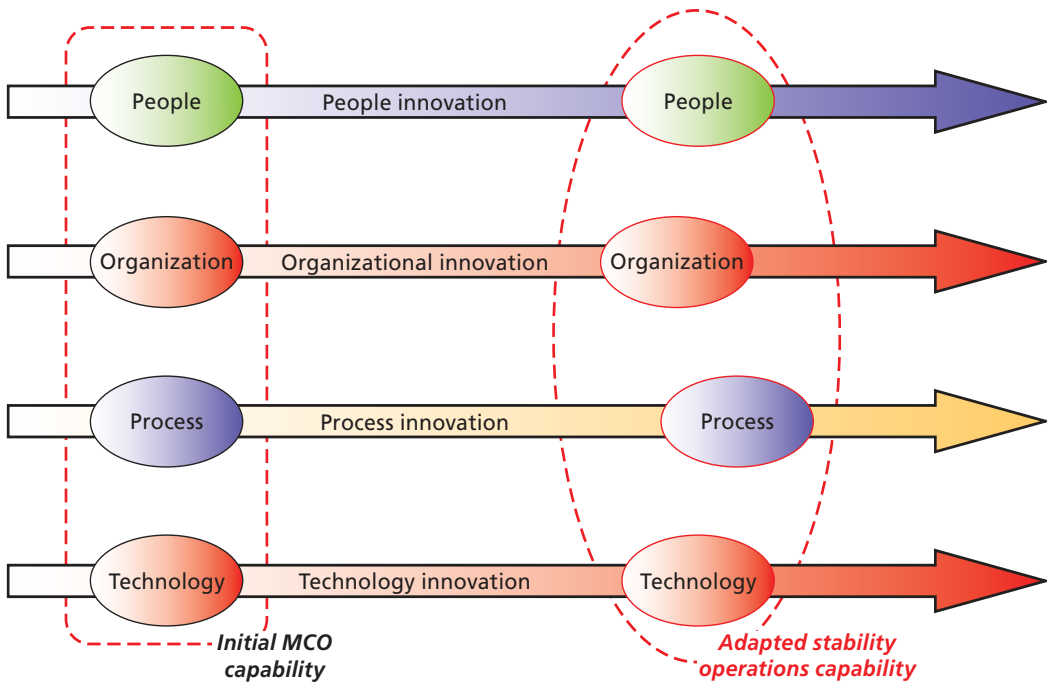 People People innovation People
Organization Organizational innovation Organization
Process Process innovation Process
Technology Technology innovation Technology
Initial MCO
capability
Adapted stability
operations capability